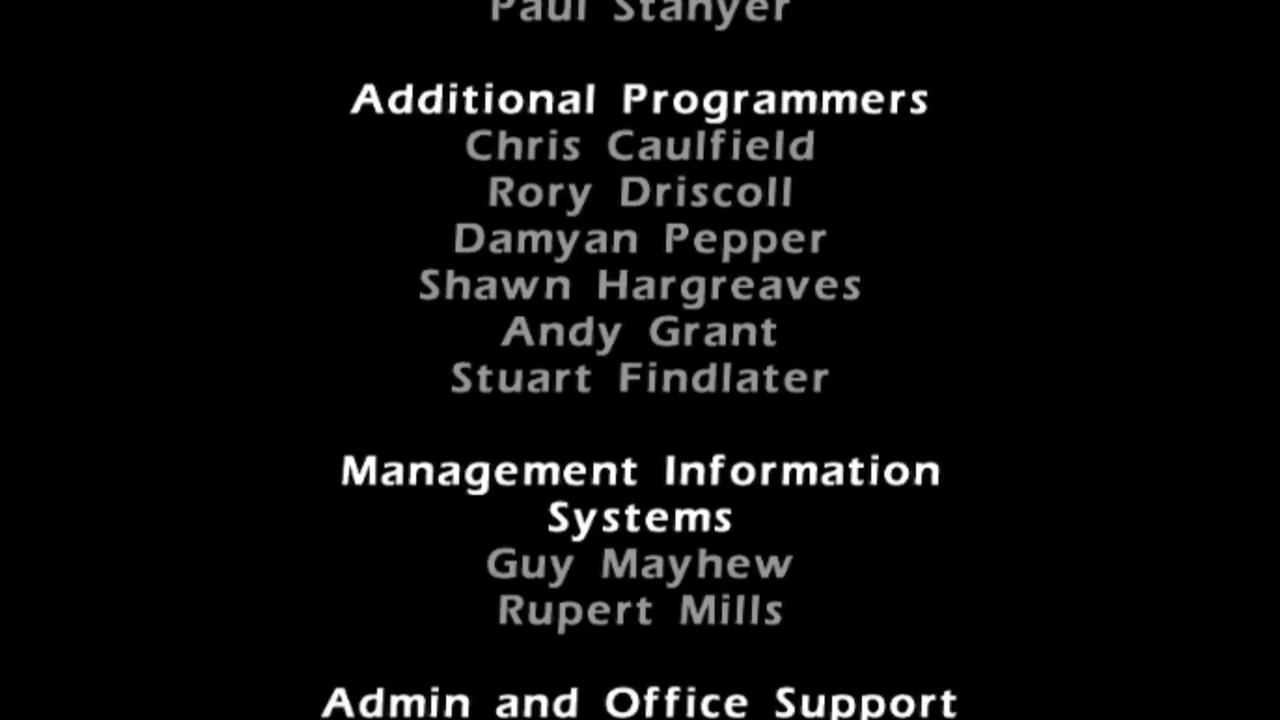 Paul Stanyer
Additional Programmers
Chris Caulfield
Rory Driscoll
Damyan Pepper
Shawn Hargreaves
Andy Grant
Stuart Findlater
Management Information
Systems
Guy Mayhew
Rupert Mills
Admin and Office Support